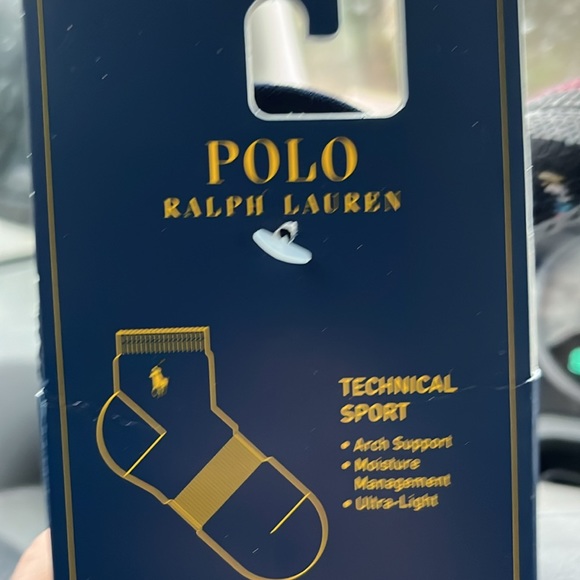 POLO
RALPH LAUREN
TECHNICAL
SPORT
• Arch Support
• Moisture
Management
• Ultra-Light